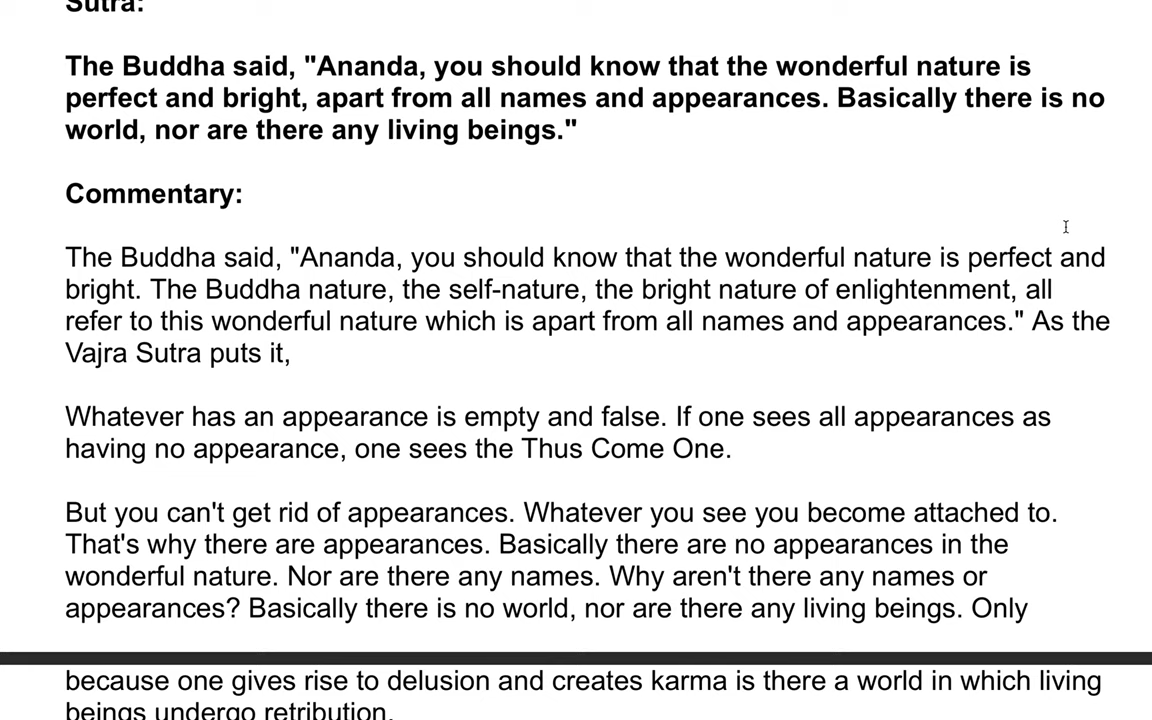 Sutra:
The Buddha said, "Ananda, you should know that the wonderful nature is
perfect and bright, apart from all names and appearances. Basically there is no
world, nor are there any living beings."
Commentary:
The Buddha said, "Ananda, you should know that the wonderful nature is perfect and
bright. The Buddha nature, the self-nature, the bright nature of enlightenment, all
refer to this wonderful nature which is apart from all names and appearances." As the
Vajra Sutra puts it,
Whatever has an appearance is empty and false. If one sees all appearances as
having no appearance, one sees the Thus Come One.
But you can't get rid of appearances. Whatever you see you become attached to.
That's why there are appearances. Basically there are no appearances in the
wonderful nature. Nor are there any names. Why aren't there any names or
appearances? Basically there is no world, nor are there any living beings. Only
because one gives rise to delusion and creates karma is there a world in which living
beings undergo retribution.